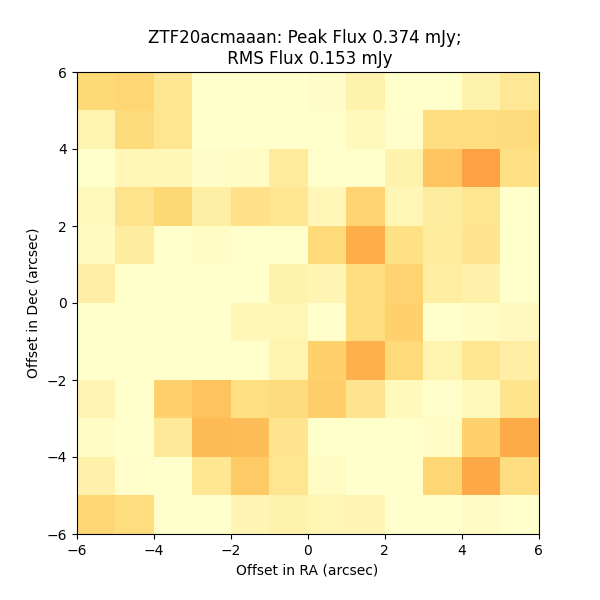 ZTF20acmaaan: Peak Flux 0.374 mJy;
RMS Flux 0.153 mJy
6
4
2
0
−2
−4
−6
Offset in Dec (arcsec)
−6 −4 −2 0 2 4 6
Offset in RA (arcsec)